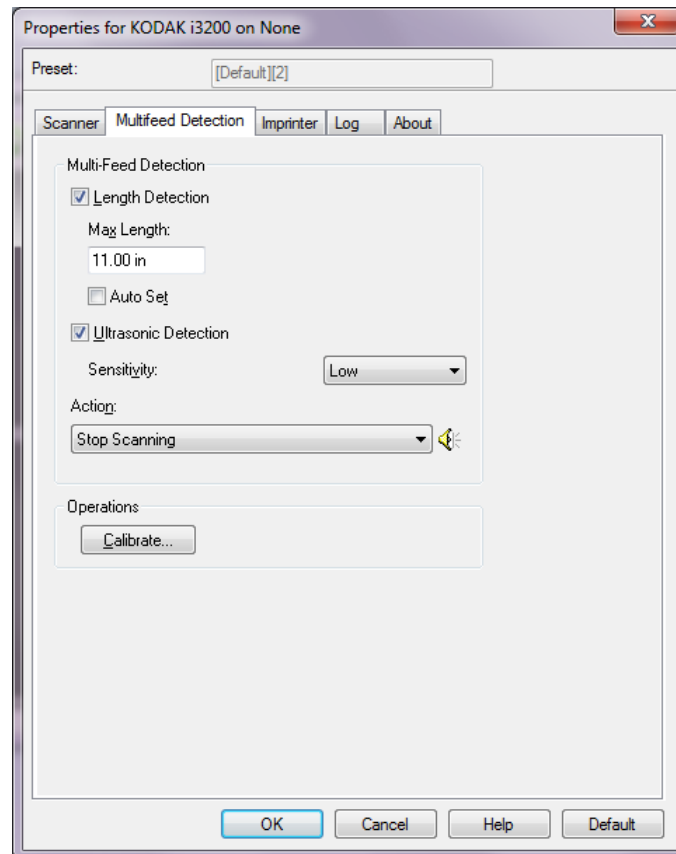 Properties for KODAK i3200 on None
Preset: [Default][2]
Scanner Multifeed Detection Imprinter Log About
Multi-Feed Detection
Length Detection
Max Length:
11.00 in
Auto Set
Ultrasonic Detection
Sensitivity: Low
Action:
Stop Scanning
Operations
Calibrate...
OK Cancel Help Default